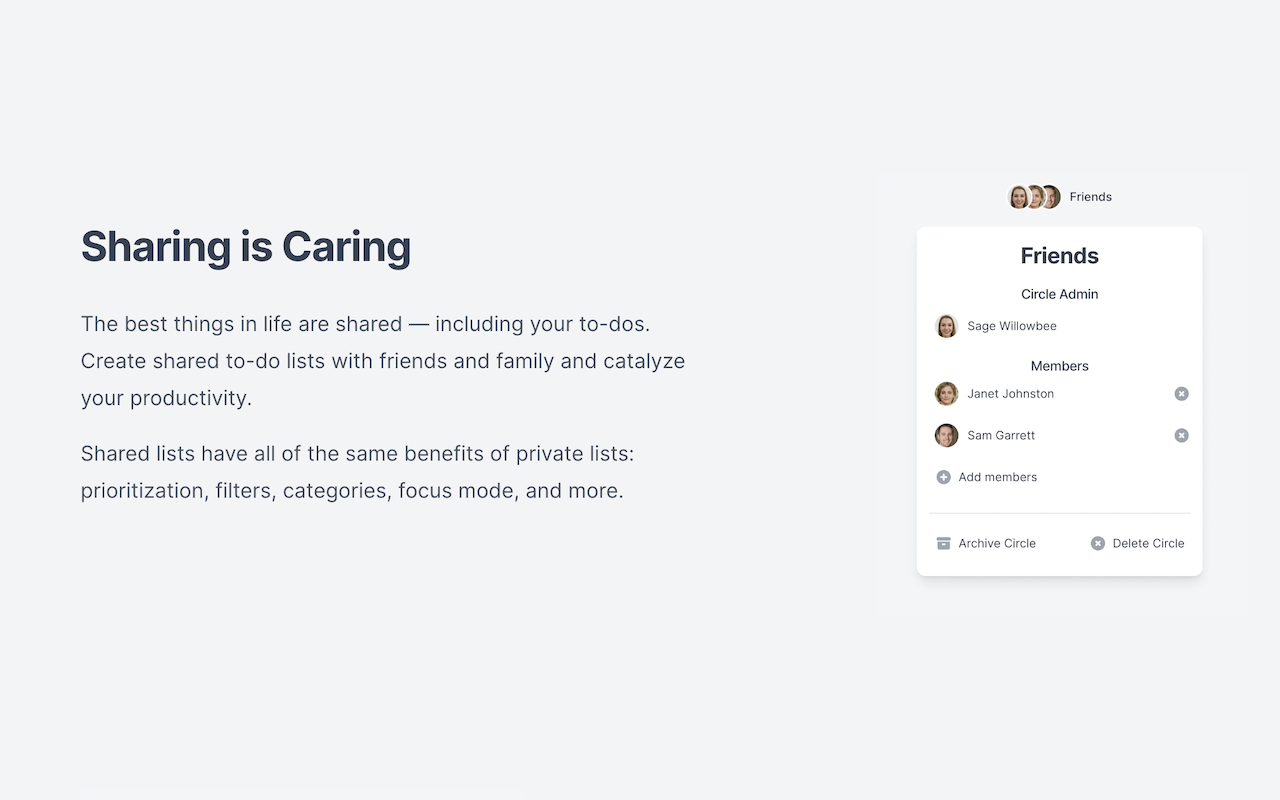 Sharing is Caring
The best things in life are shared — including your to-dos.
Create shared to-do lists with friends and family and catalyze
your productivity.
Shared lists have all of the same benefits of private lists:
prioritization, filters, categories, focus mode, and more.
Friends
Friends
Circle Admin
Sage Willowbee
Members
Janet Johnston
Sam Garrett
Add members
Archive Circle
Delete Circle